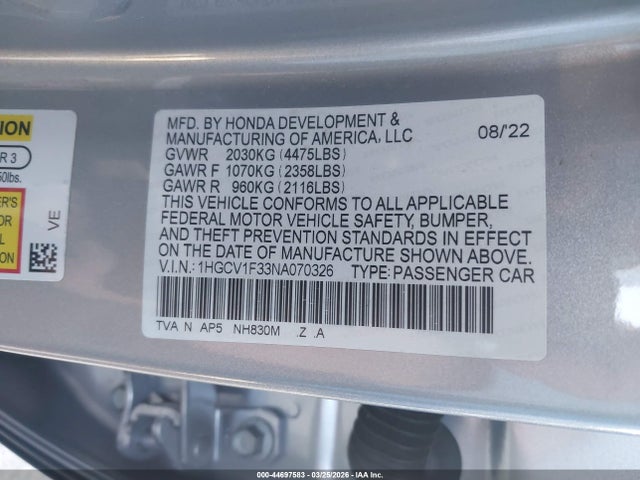 MFD. BY HONDA DEVELOPMENT &
MANUFACTURING OF AMERICA, LLC 08/'22
GVWR 2030KG (4475LBS)
GAWR F 1070KG (2358LBS)
GAWR R 960KG (2116LBS)
THIS VEHICLE CONFORMS TO ALL APPLICABLE
FEDERAL MOTOR VEHICLE SAFETY, BUMPER,
AND THEFT PREVENTION STANDARDS IN EFFECT
ON THE DATE OF MANUFACTURE SHOWN ABOVE.
V.I.N.: 1HGCV1F33NA070326 TYPE: PASSENGER CAR
TVA N AP5 NH830M .Z .A
R 3
VE
000-44697583 | 03/25/2026 - IAA Inc.